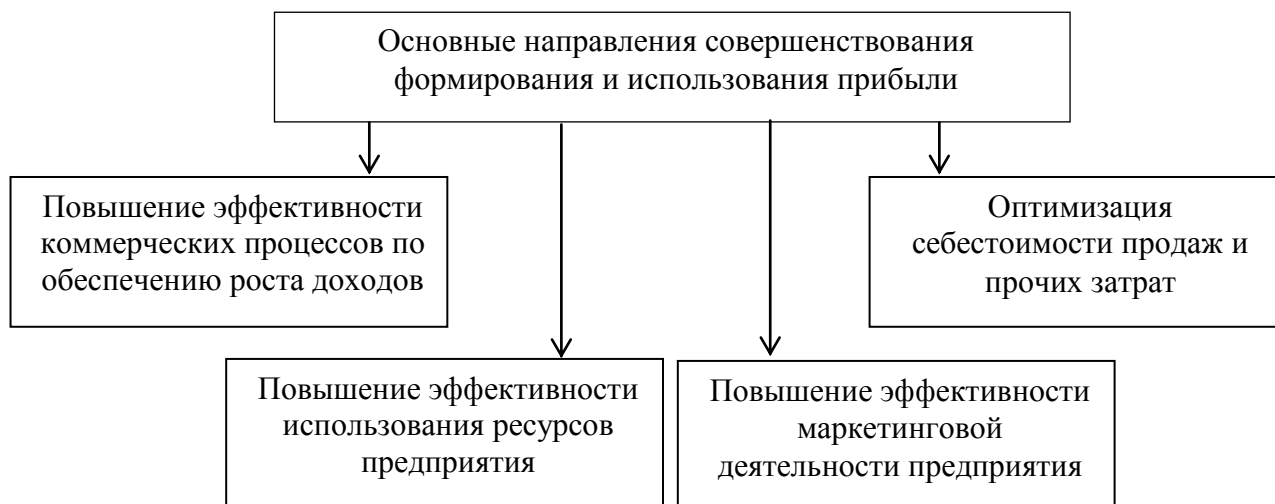 Основные направления совершенствования
формирования и использования прибыли
Повышение эффективности
коммерческих процессов по
обеспечению роста доходов
Оптимизация
себестоимости продаж и
прочих затрат
Повышение эффективности
использования ресурсов
предприятия
Повышение эффективности
маркетинговой
деятельности предприятия